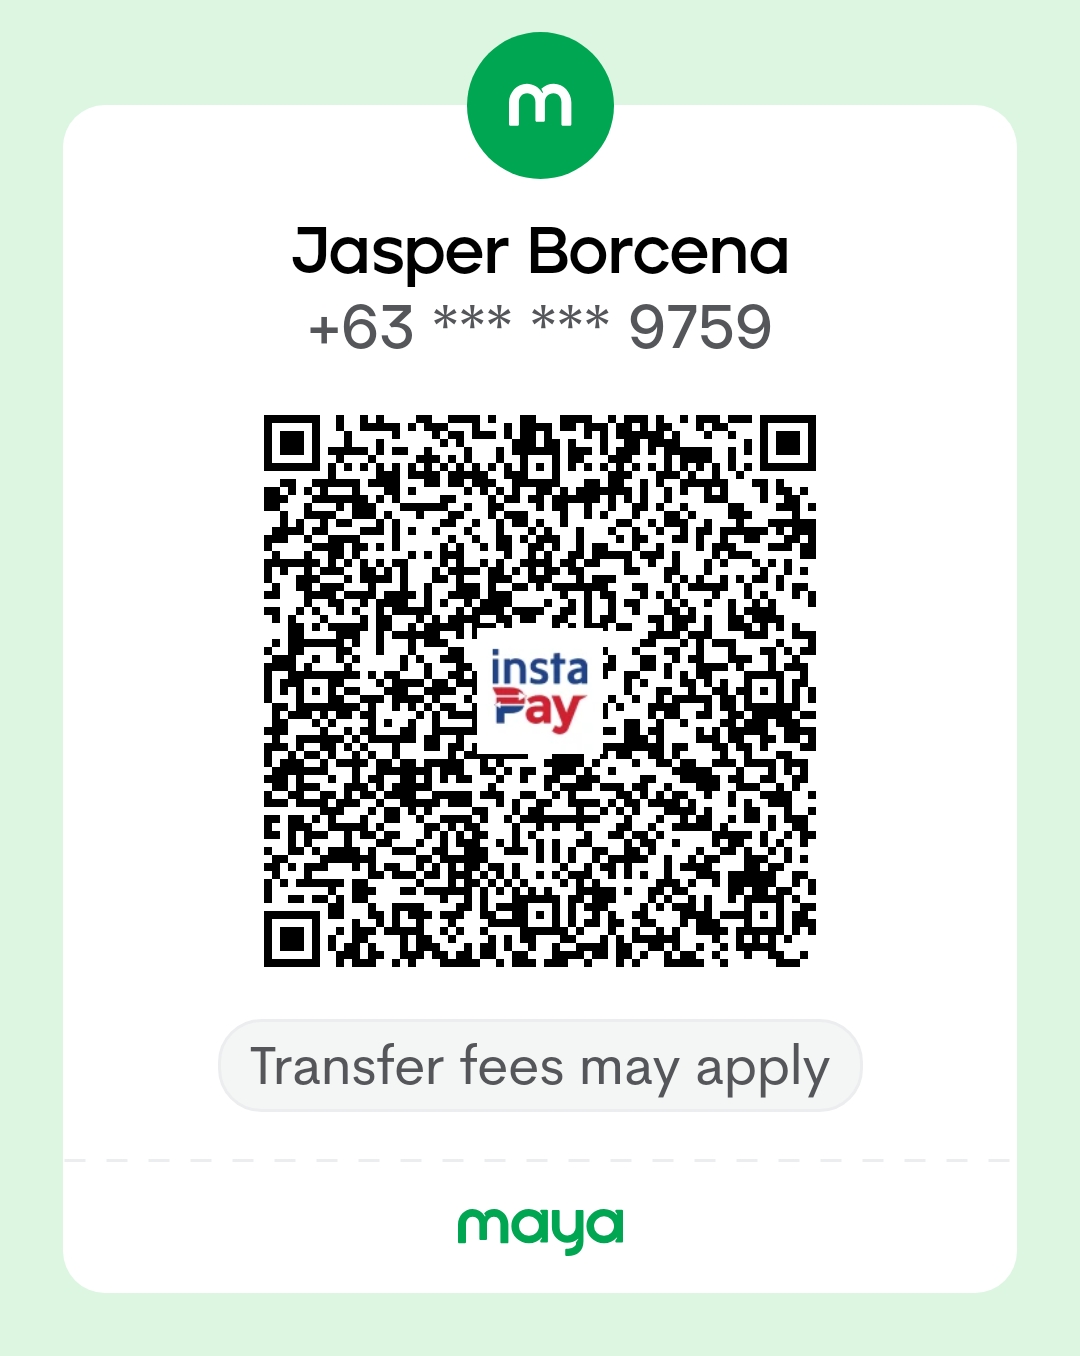 m
Jasper Borcena
+63 *** *** 9759
insta
Pay
Transfer fees may apply
maya